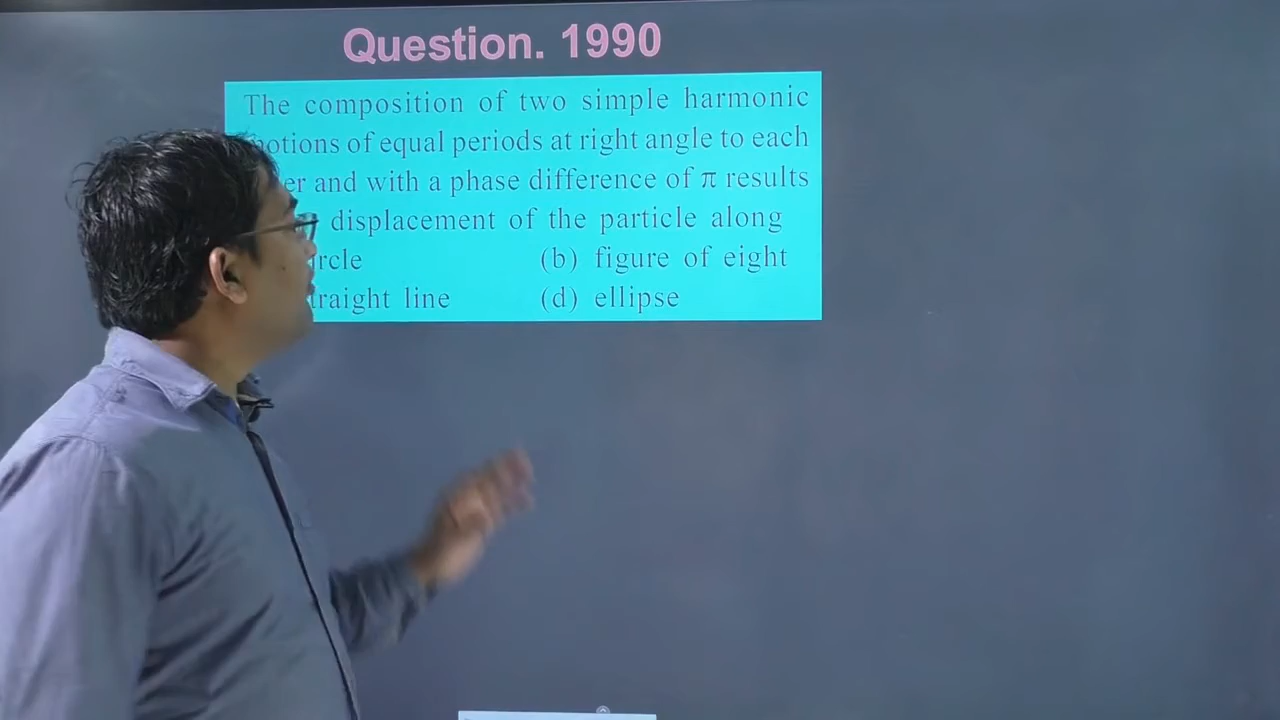 Question. 1990
The composition of two simple harmonic
motions of equal periods at right angle to each
er and with a phase difference of π results
displacement of the particle along
rcle (b) figure of eight
traight line (d) ellipse